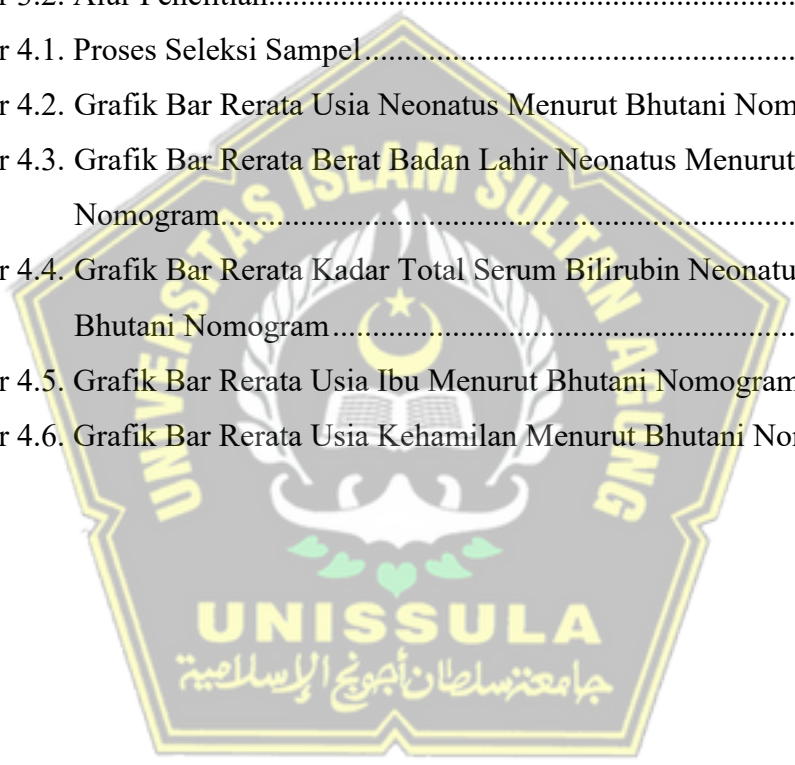 r 3.2. Alur Penelitian
r 4.1. Proses Seleksi Sampel
r 4.2. Grafik Bar Rerata Usia Neonatus Menurut Bhutani Nom
r 4.3. Grafik Bar Rerata Berat Badan Lahir Neonatus Menurut
Nomogram
r 4.4. Grafik Bar Rerata Kadar Total Serum Bilirubin Neonatu
Bhutani Nomogram
r 4.5. Grafik Bar Rerata Usia Ibu Menurut Bhutani Nomogram
r 4.6. Grafik Bar Rerata Usia Kehamilan Menurut Bhutani No
UNIVERSITAS ISLAM SULTAN AGUNG
UNISSULA
جامعة سلطان أجونج الإسلامية